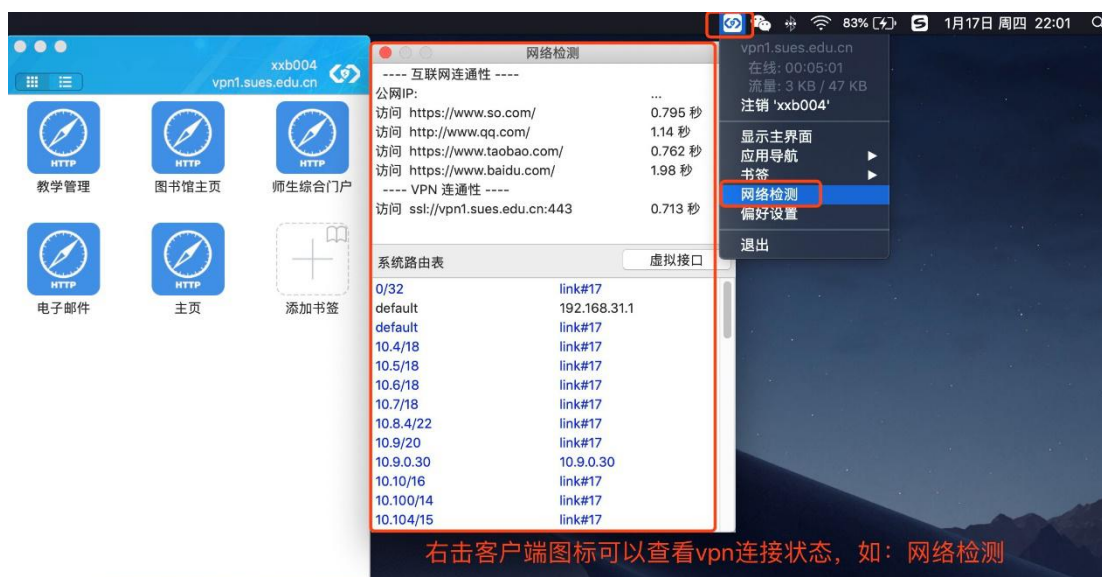 83%
1月17日 周四 22:01
xxb004
vpn1.sues.edu.cn
HTTP
HTTP
HTTP
教学管理
图书馆主页
师生综合门户
HTTP
HTTP
电子邮件
主页
添加书签
网络检测
---- 互联网连通性 ----
公网IP: ...
访问 https://www.so.com/ 0.795 秒
访问 http://www.qq.com/ 1.14 秒
访问 https://www.taobao.com/ 0.762 秒
访问 https://www.baidu.com/ 1.98 秒
---- VPN 连通性 ----
访问 ssl://vpn1.sues.edu.cn:443 0.713 秒
系统路由表 虚拟接口
0/32 link#17
default 192.168.31.1
default link#17
10.4/18 link#17
10.5/18 link#17
10.6/18 link#17
10.7/18 link#17
10.8.4/22 link#17
10.9/20 link#17
10.9.0.30 10.9.0.30
10.10/16 link#17
10.100/14 link#17
10.104/15 link#17
vpn1.sues.edu.cn
在线: 00:05:01
流量: 3 KB / 47 KB
注销 'xxb004'
显示主界面
应用导航
书签
网络检测
偏好设置
退出
右击客户端图标可以查看vpn连接状态，如：网络检测